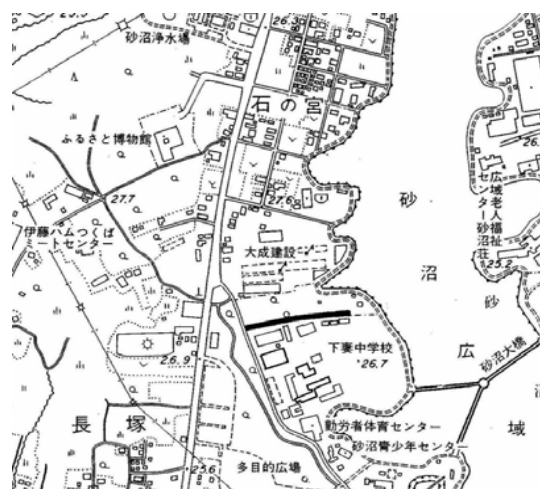 26.3
砂沼浄水場
石の宮
ふるさと博物館
27.7
27.6
伊藤ハムつくば
ミートセンター
大成建設
砂
沼
広
域
広域老人福祉
センター砂沼荘
25.2
砂
沼
下妻中学校
26.7
砂沼大橋
26.9
長塚
勤労者体育センター
砂沼青少年センター
多目的広場
25.6
26.